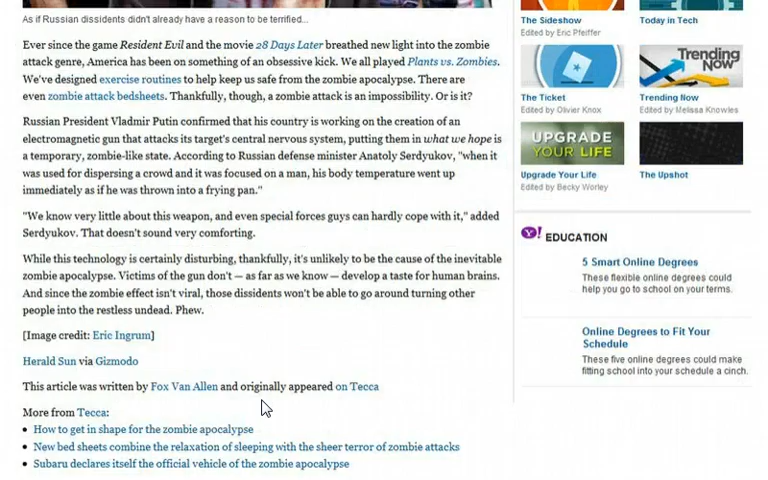 As if Russian dissidents didn't already have a reason to be terrified...
Ever since the game Resident Evil and the movie 28 Days Later breathed new light into the zombie
attack genre, America has been on something of an obsessive kick. We all played Plants vs. Zombies.
We've designed exercise routines to help keep us safe from the zombie apocalypse. There are
even zombie attack bedsheets. Thankfully, though, a zombie attack is an impossibility. Or is it?
Russian President Vladmir Putin confirmed that his country is working on the creation of an
electromagnetic gun that attacks its target's central nervous system, putting them in what we hope is
a temporary, zombie-like state. According to Russian defense minister Anatoly Serdyukov, "when it
was used for dispersing a crowd and it was focused on a man, his body temperature went up
immediately as if he was thrown into a frying pan."
"We know very little about this weapon, and even special forces guys can hardly cope with it," added
Serdyukov. That doesn't sound very comforting.
While this technology is certainly disturbing, thankfully, it's unlikely to be the cause of the inevitable
zombie apocalypse. Victims of the gun don't — as far as we know — develop a taste for human brains.
And since the zombie effect isn't viral, those dissidents won't be able to go around turning other
people into the restless undead. Phew.
[Image credit: Eric Ingrum]
Herald Sun via Gizmodo
This article was written by Fox Van Allen and originally appeared on Tecca
More from Tecca:
• How to get in shape for the zombie apocalypse
• New bed sheets combine the relaxation of sleeping with the sheer terror of zombie attacks
• Subaru declares itself the official vehicle of the zombie apocalypse
The Sideshow
Edited by Eric Pfeiffer
Today in Tech
The Ticket
Edited by Olivier Knox
Trending
NOW
Trending Now
Edited by Melissa Knowles
UPGRADE
YOUR LIFE
Upgrade Your Life
Edited by Becky Worley
The Upshot
Y! EDUCATION
5 Smart Online Degrees
These flexible online degrees could
help you go to school on your terms.
Online Degrees to Fit Your
Schedule
These five online degrees could make
fitting school into your schedule a cinch.